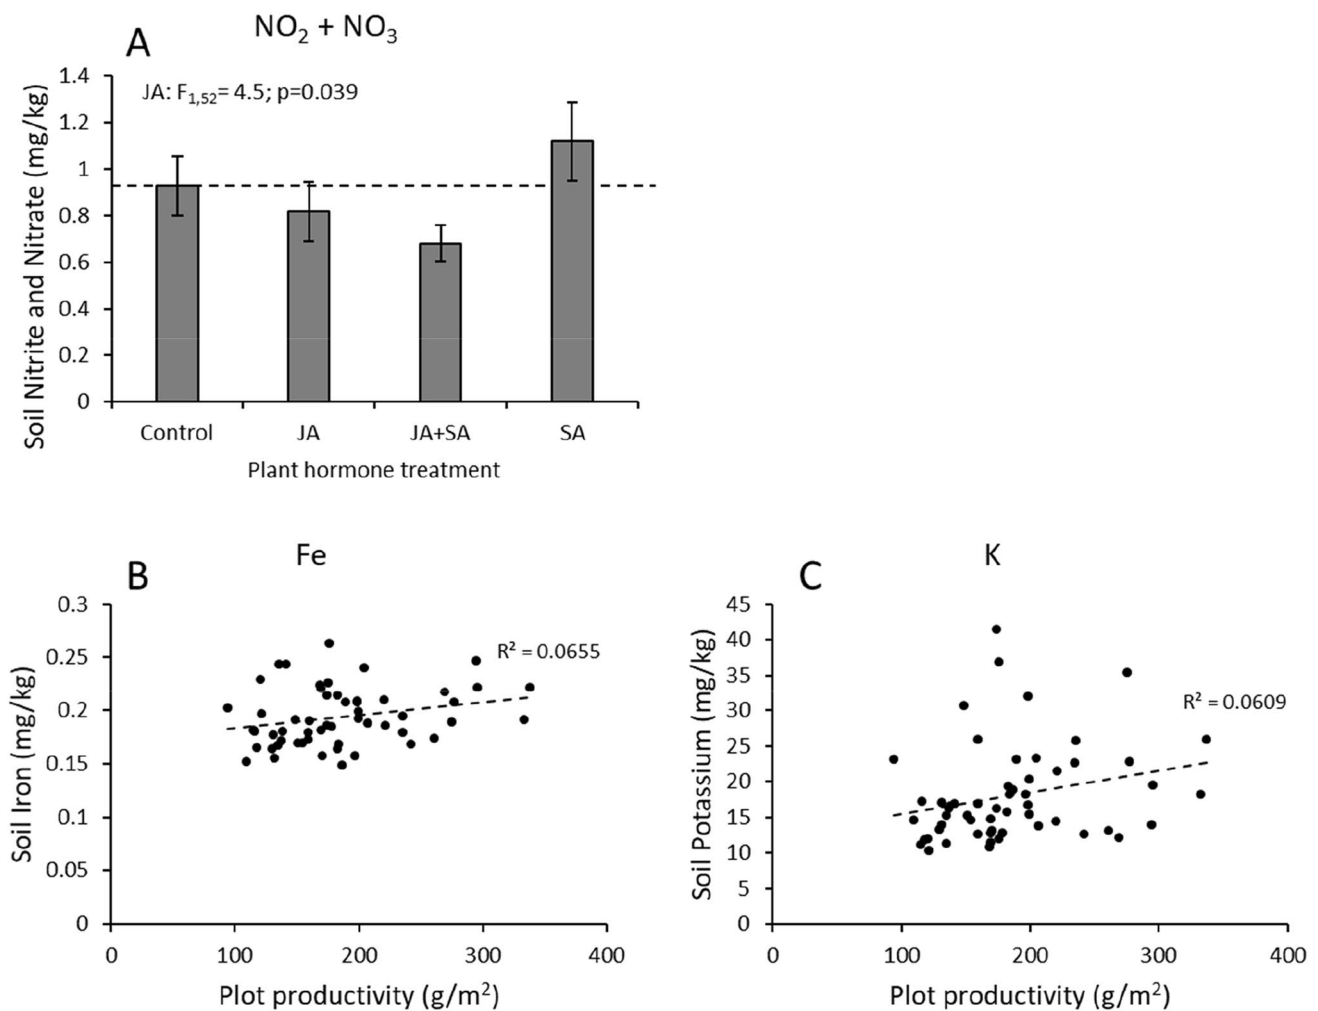 A
NO₂ + NO₃
JA: F₁,₅₂= 4.5; p=0.039
Soil Nitrite and Nitrate (mg/kg)
1.4
1.2
1
0.8
0.6
0.4
0.2
0
Control JA JA+SA SA
Plant hormone treatment
B
Fe
R² = 0.0655
Soil Iron (mg/kg)
0.3
0.25
0.2
0.15
0.1
0.05
0
0 100 200 300 400
Plot productivity (g/m²)
C
K
R² = 0.0609
Soil Potassium (mg/kg)
45
40
35
30
25
20
15
10
5
0
0 100 200 300 400
Plot productivity (g/m²)